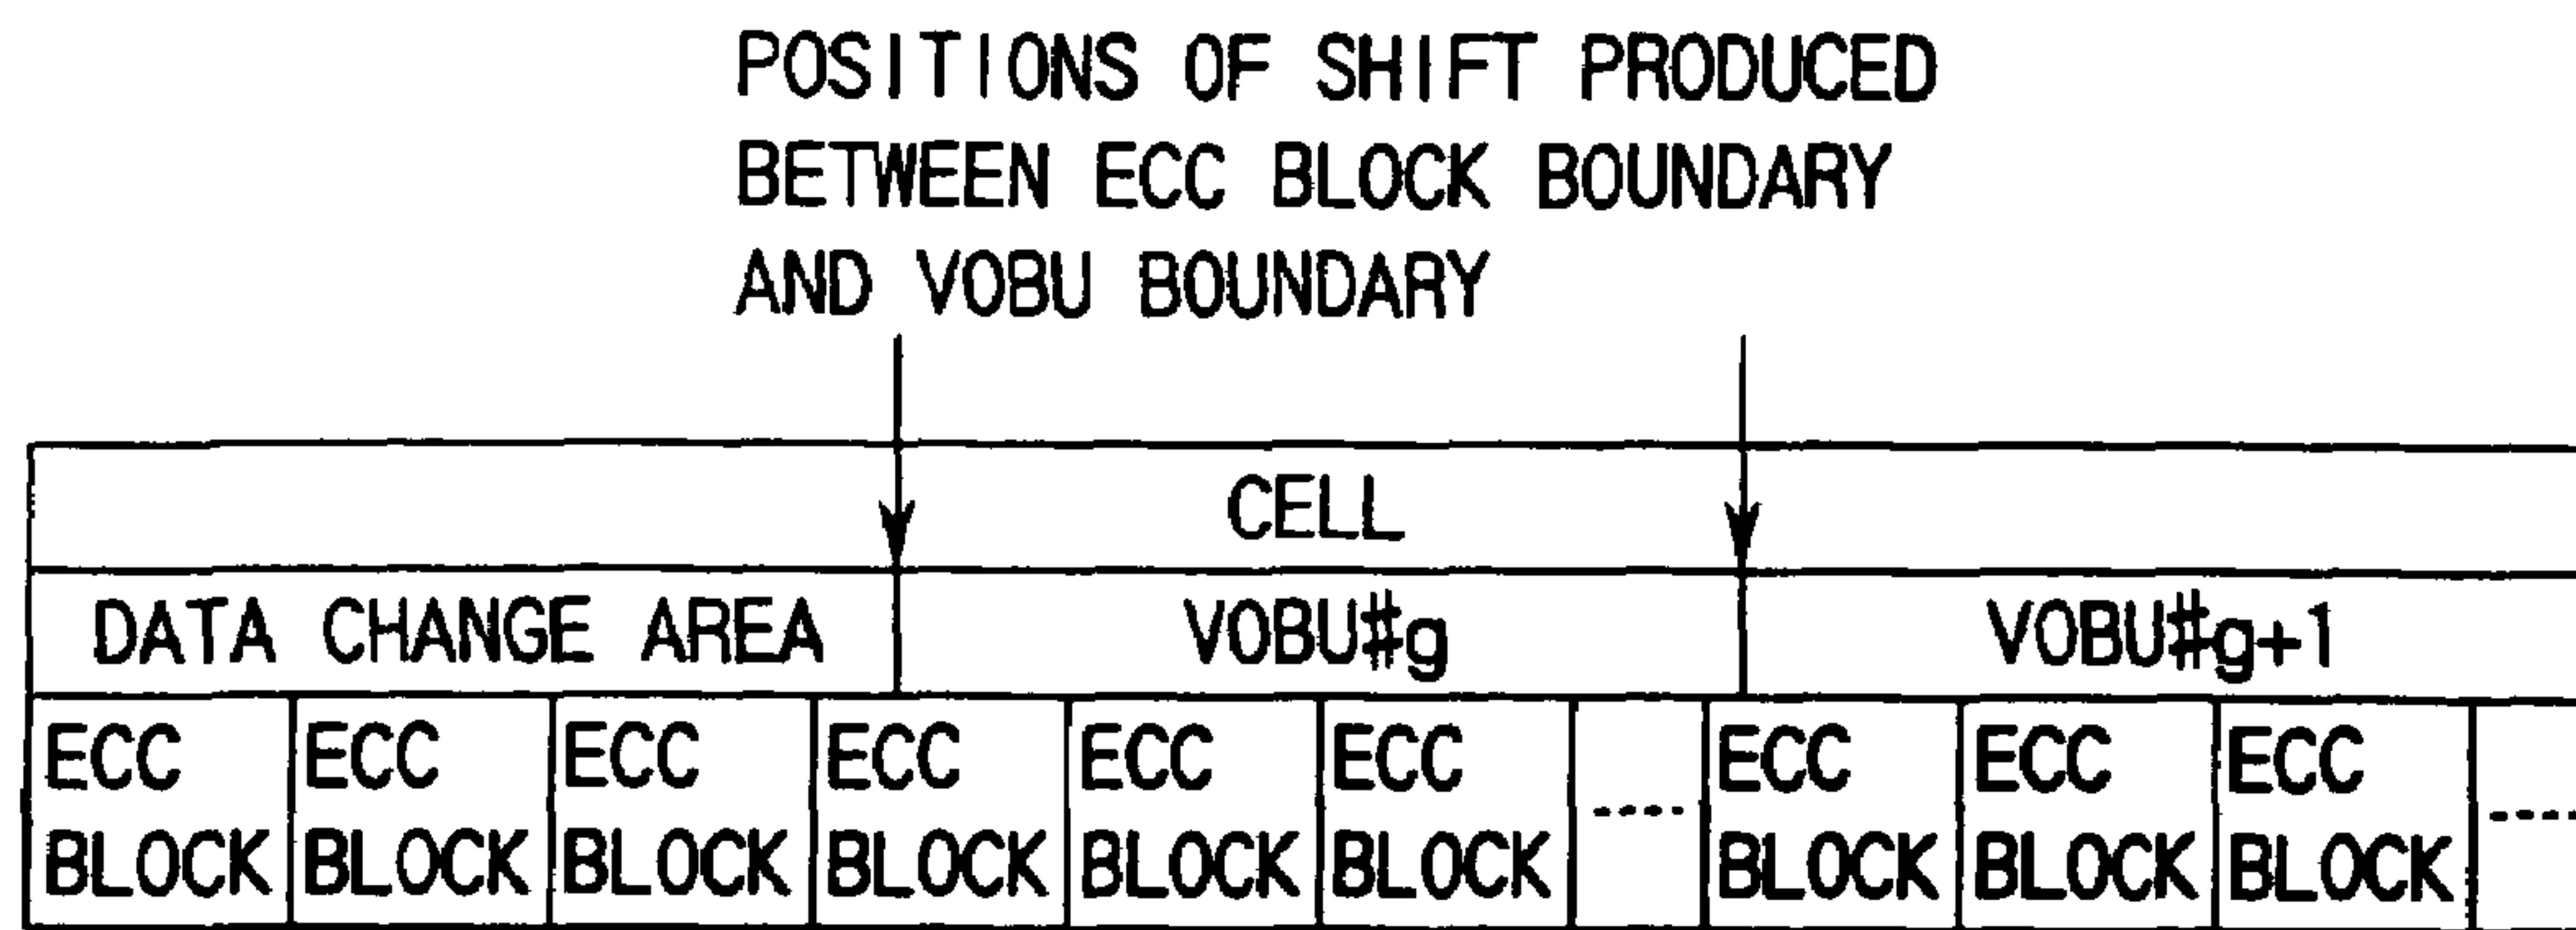 POSITIONS OF SHIFT PRODUCED
BETWEEN ECC BLOCK BOUNDARY
AND VOBU BOUNDARY
CELL
DATA CHANGE AREA VOBU#g VOBU#g+1
ECC ECC ECC ECC ECC ECC ECC ECC ECC
BLOCK BLOCK BLOCK BLOCK BLOCK BLOCK BLOCK BLOCK BLOCK